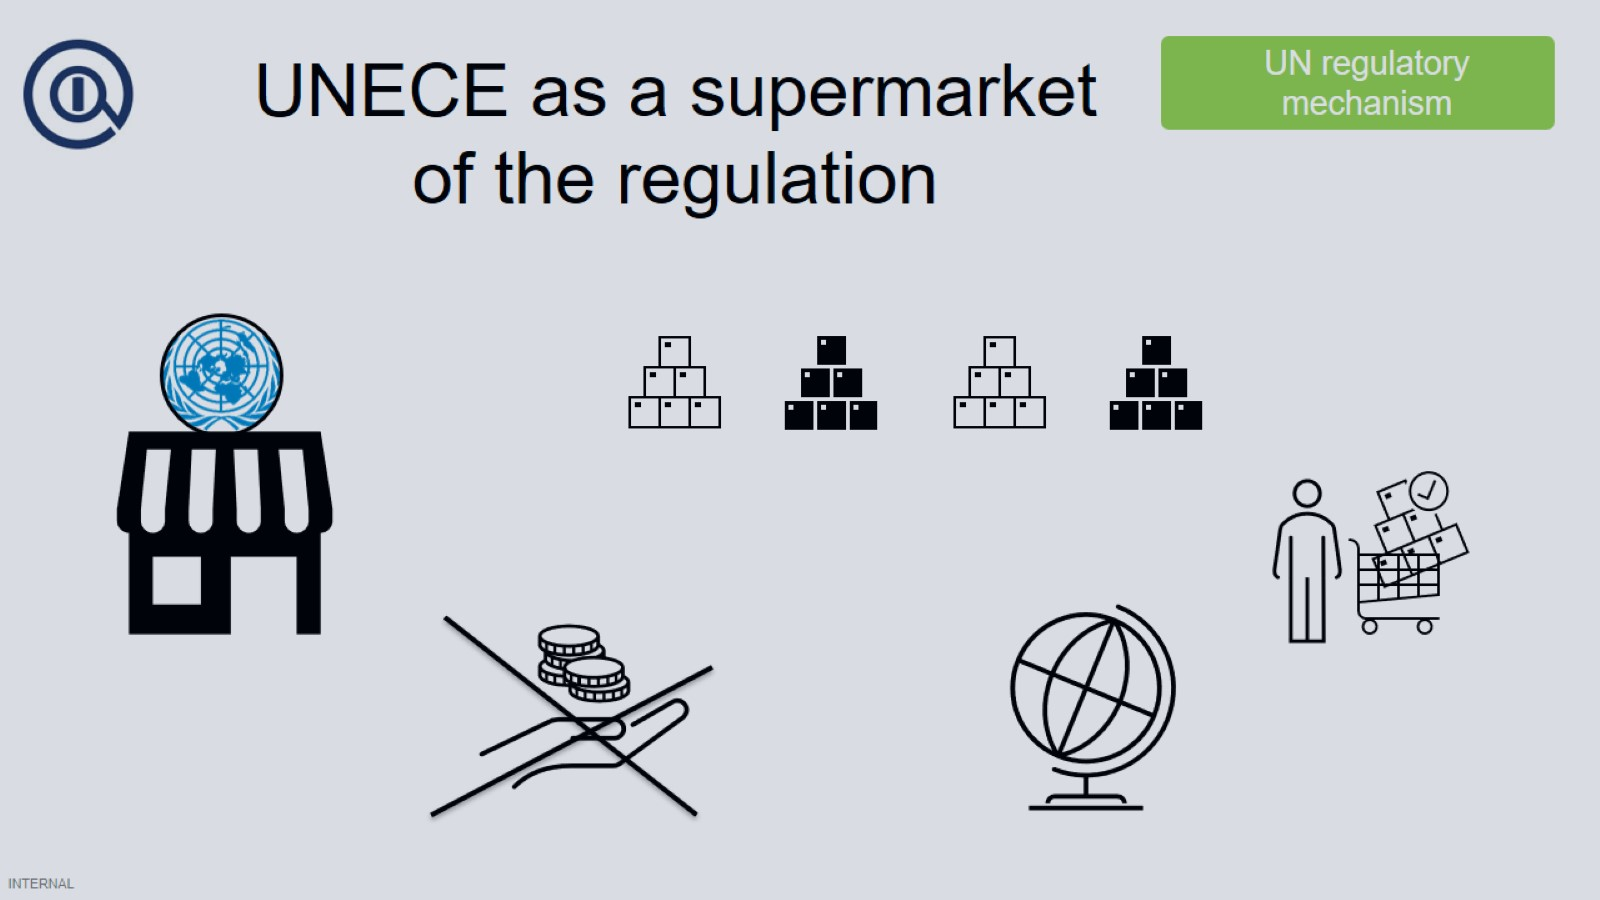 UNECE as a supermarket
of the regulation
UN regulatory
mechanism
INTERNAL